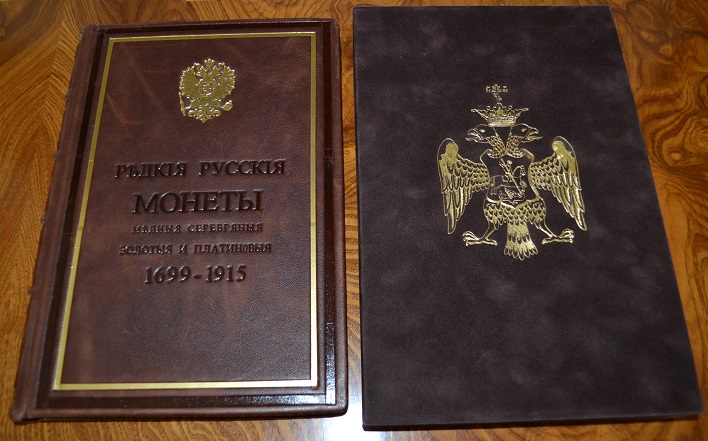 РѢДКІЯ РУССКІЯ
МОНЕТЫ
МѢДНЫЯ СЕРЕБРЯНЫЯ
ЗОЛОТЫЯ И ПЛАТИНОВЫЯ
1699-1915